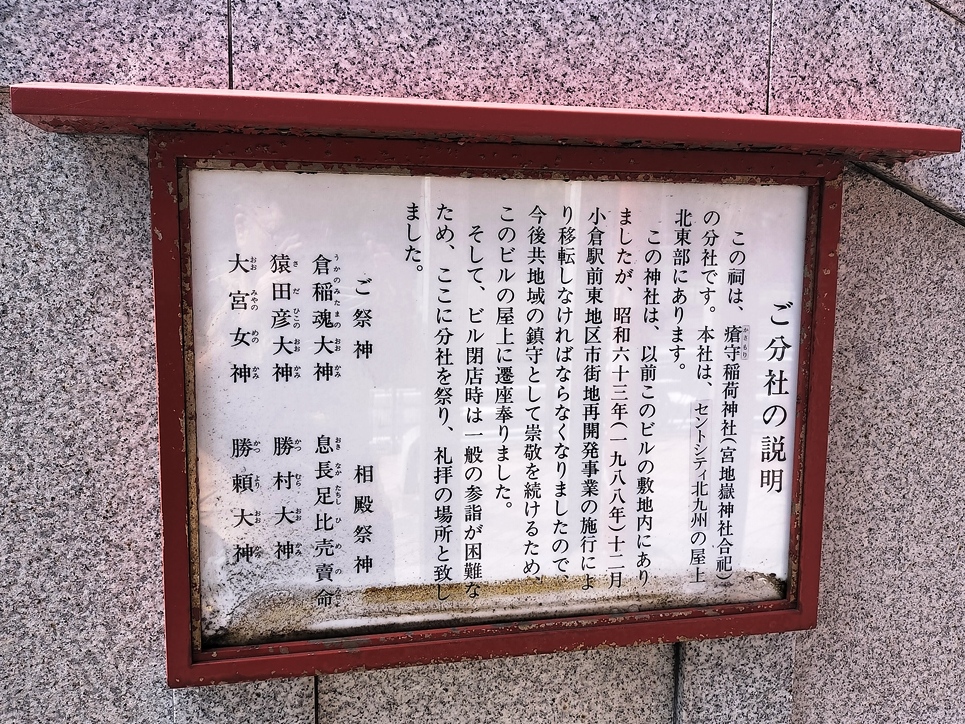 ご分社の説明
この祠は、瘡守稲荷神社(宮地嶽神社合祀)
の分社です。本社は、セントシティ北九州の屋上
北東部にあります。
この神社は、以前このビルの敷地内にあり
ましたが、昭和六十三年(一九八八年)十二月
小倉駅前東地区市街地再開発事業の施行によ
り移転しなければならなくなりましたので、
今後共地域の鎮守として崇敬を続けるため、
このビルの屋上に遷座奉りました。
そして、ビル閉店時は一般の参詣が困難な
ため、ここに分社を祭り、礼拝の場所と致し
ました。
ご祭神
倉稲魂大神
猿田彦大神
大宮女神
相殿祭神
息長足比売賣命
勝村大神
勝頼大神